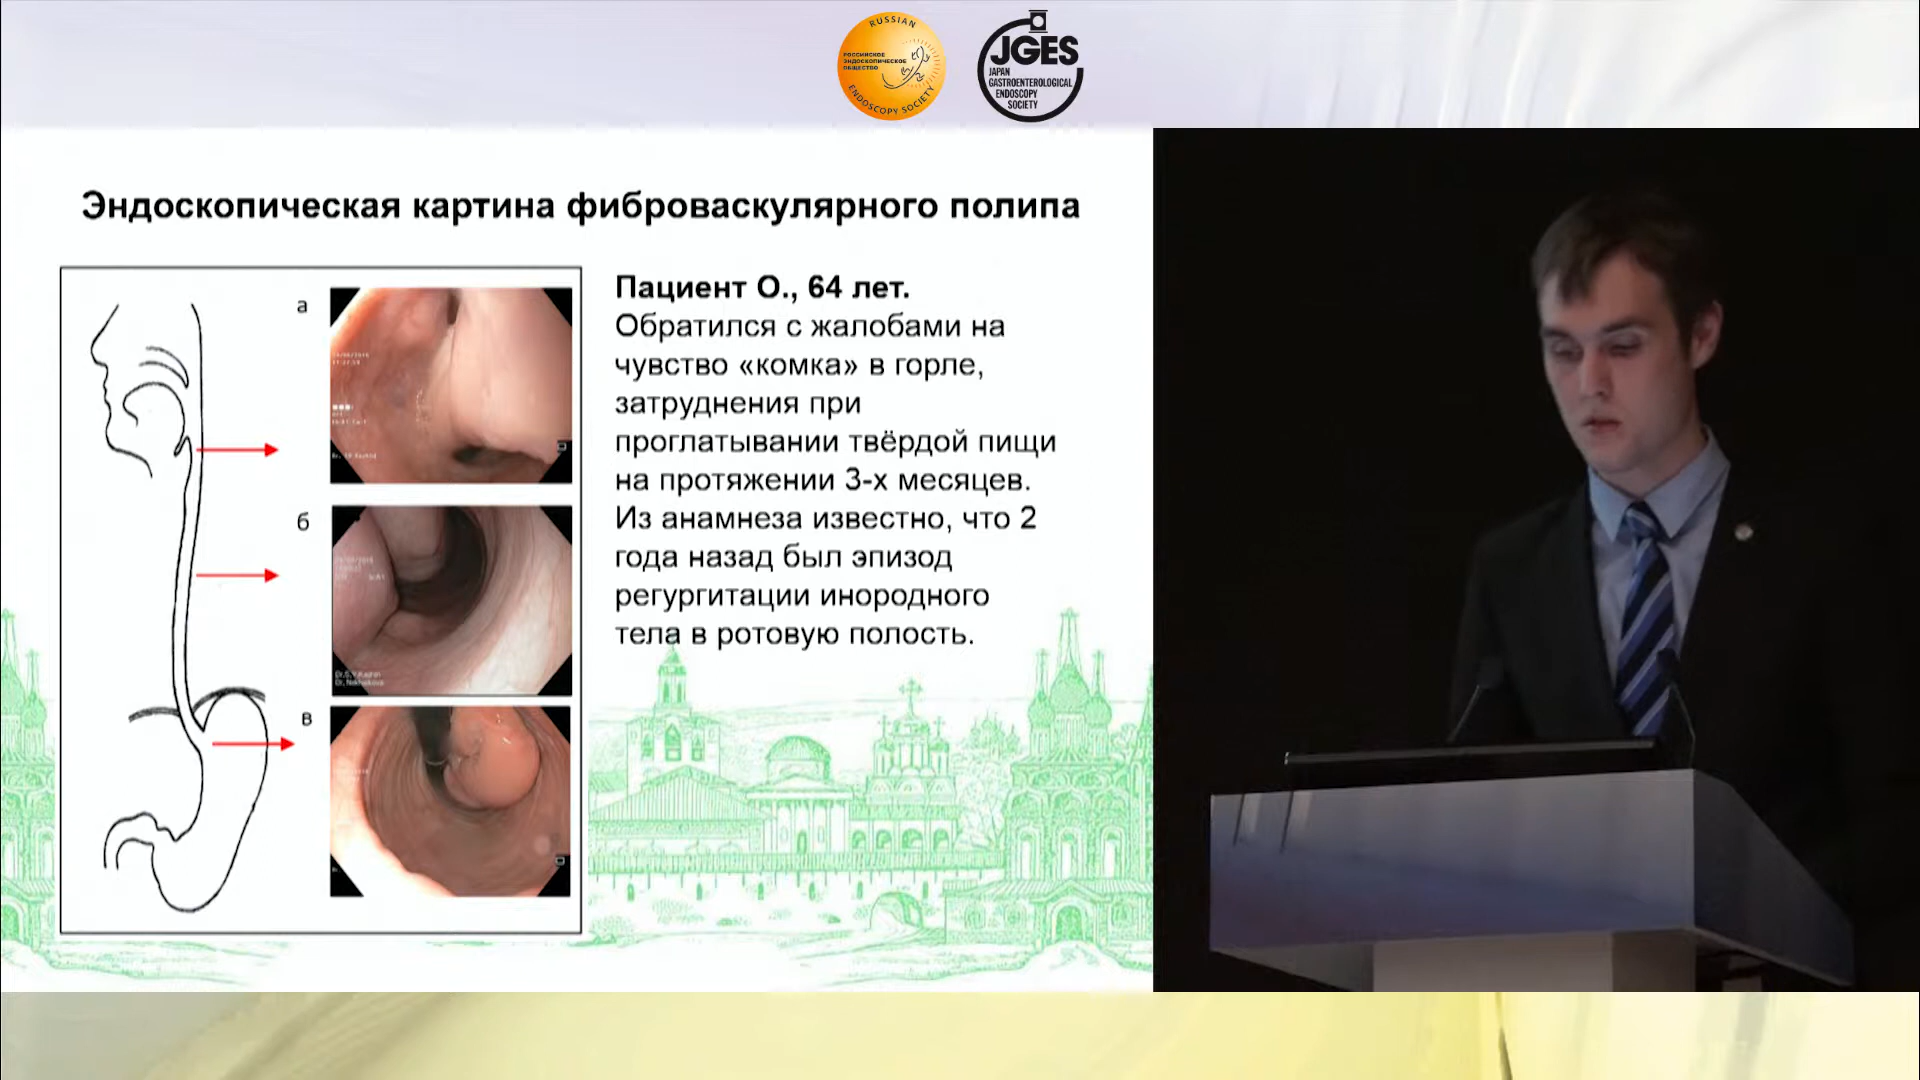 RUSSIAN
РОССИЙСКОЕ
ЭНДОСКОПИЧЕСКОЕ
ОБЩЕСТВО
ENDOSCOPY SOCIETY
JGES
JAPAN
GASTROENTEROLOGICAL
ENDOSCOPY
SOCIETY
Эндоскопическая картина фиброваскулярного полипа
а
б
в
Dr.S.V.Kashin
Пациент О., 64 лет.
Обратился с жалобами на
чувство «комка» в горле,
затруднения при
проглатывании твёрдой пищи
на протяжении 3-х месяцев.
Из анамнеза известно, что 2
года назад был эпизод
регургитации инородного
тела в ротовую полость.